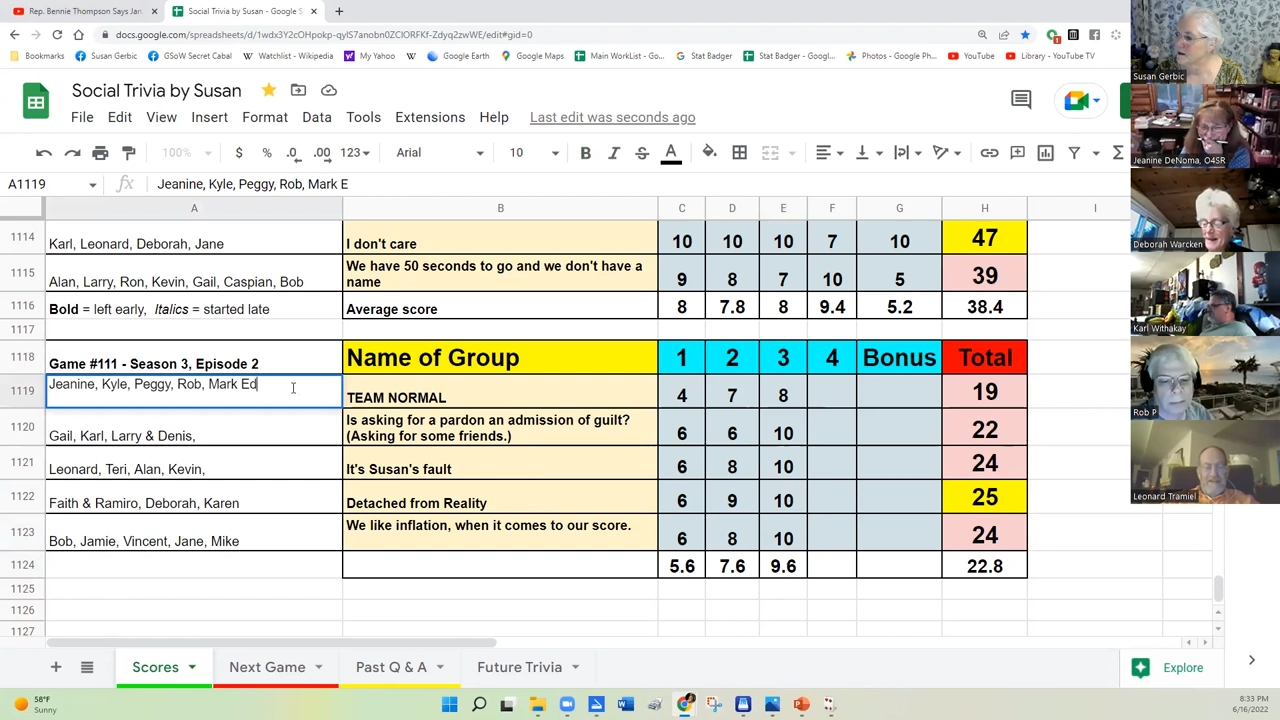 Rep. Bennie Thompson Says Jan
Social Trivia by Susan - Google S
docs.google.com/spreadsheets/d/1wdx3Y2cOHpokp-qyIS7anobn0ZClORFKf-Zdyq2zwWE/edit#gid=0
Bookmarks Susan Gerbic GSoW Secret Cabal Watchlist - Wikipedia My Yahoo Google Earth Google Maps Main WorkList - Go... Stat Badger Stat Badger - Googl... Photos - Google Ph... YouTube Library - YouTube TV
Social Trivia by Susan
File Edit View Insert Format Data Tools Extensions Help Last edit was seconds ago
100% $ % .0 .00 123 Arial 10 B I S A
A1119 fx Jeanine, Kyle, Peggy, Rob, Mark E
A B C D E F G H I
1114 Karl, Leonard, Deborah, Jane I don't care 10 10 10 7 10 47
1115 Alan, Larry, Ron, Kevin, Gail, Caspian, Bob We have 50 seconds to go and we don't have a name 9 8 7 10 5 39
1116 Bold = left early, Italics = started late Average score 8 7.8 8 9.4 5.2 38.4
1117
1118 Game #111 - Season 3, Episode 2 Name of Group 1 2 3 4 Bonus Total
1119 Jeanine, Kyle, Peggy, Rob, Mark Ed TEAM NORMAL 4 7 8 19
1120 Gail, Karl, Larry & Denis, Is asking for a pardon an admission of guilt? (Asking for some friends.) 6 6 10 22
1121 Leonard, Teri, Alan, Kevin, It's Susan's fault 6 8 10 24
1122 Faith & Ramiro, Deborah, Karen Detached from Reality 6 9 10 25
1123 Bob, Jamie, Vincent, Jane, Mike We like inflation, when it comes to our score. 6 8 10 24
1124 5.6 7.6 9.6 22.8
1125
1126
1127
Scores Next Game Past Q & A Future Trivia Explore
58°F
Sunny
8:33 PM
6/16/2022
Susan Gerbic
Jeanine DeNoma, O4SR
Deborah Warcken
Karl Withakay
Rob P
Leonard Tramiel